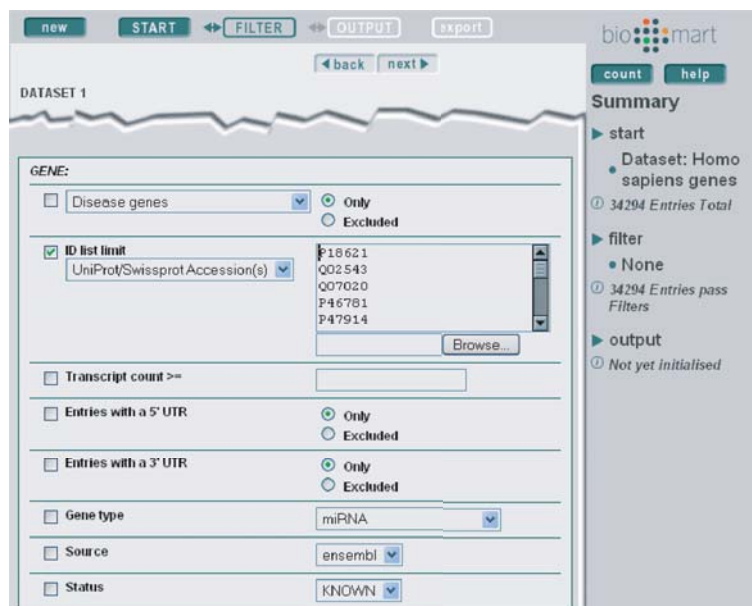 new START FILTER OUTPUT export
back next
DATASET 1
GENE:
Disease genes
Only
Excluded
ID list limit
UniProt/Swissprot Accession(s)
P18621
Q02543
Q07020
P46781
P47914
Browse...
Transcript count >=
Entries with a 5' UTR
Only
Excluded
Entries with a 3' UTR
Only
Excluded
Gene type
miRNA
Source
ensembl
Status
KNOWN
bio mart
count help
Summary
start
Dataset: Homo
sapiens genes
34294 Entries Total
filter
None
34294 Entries pass
Filters
output
Not yet initialised